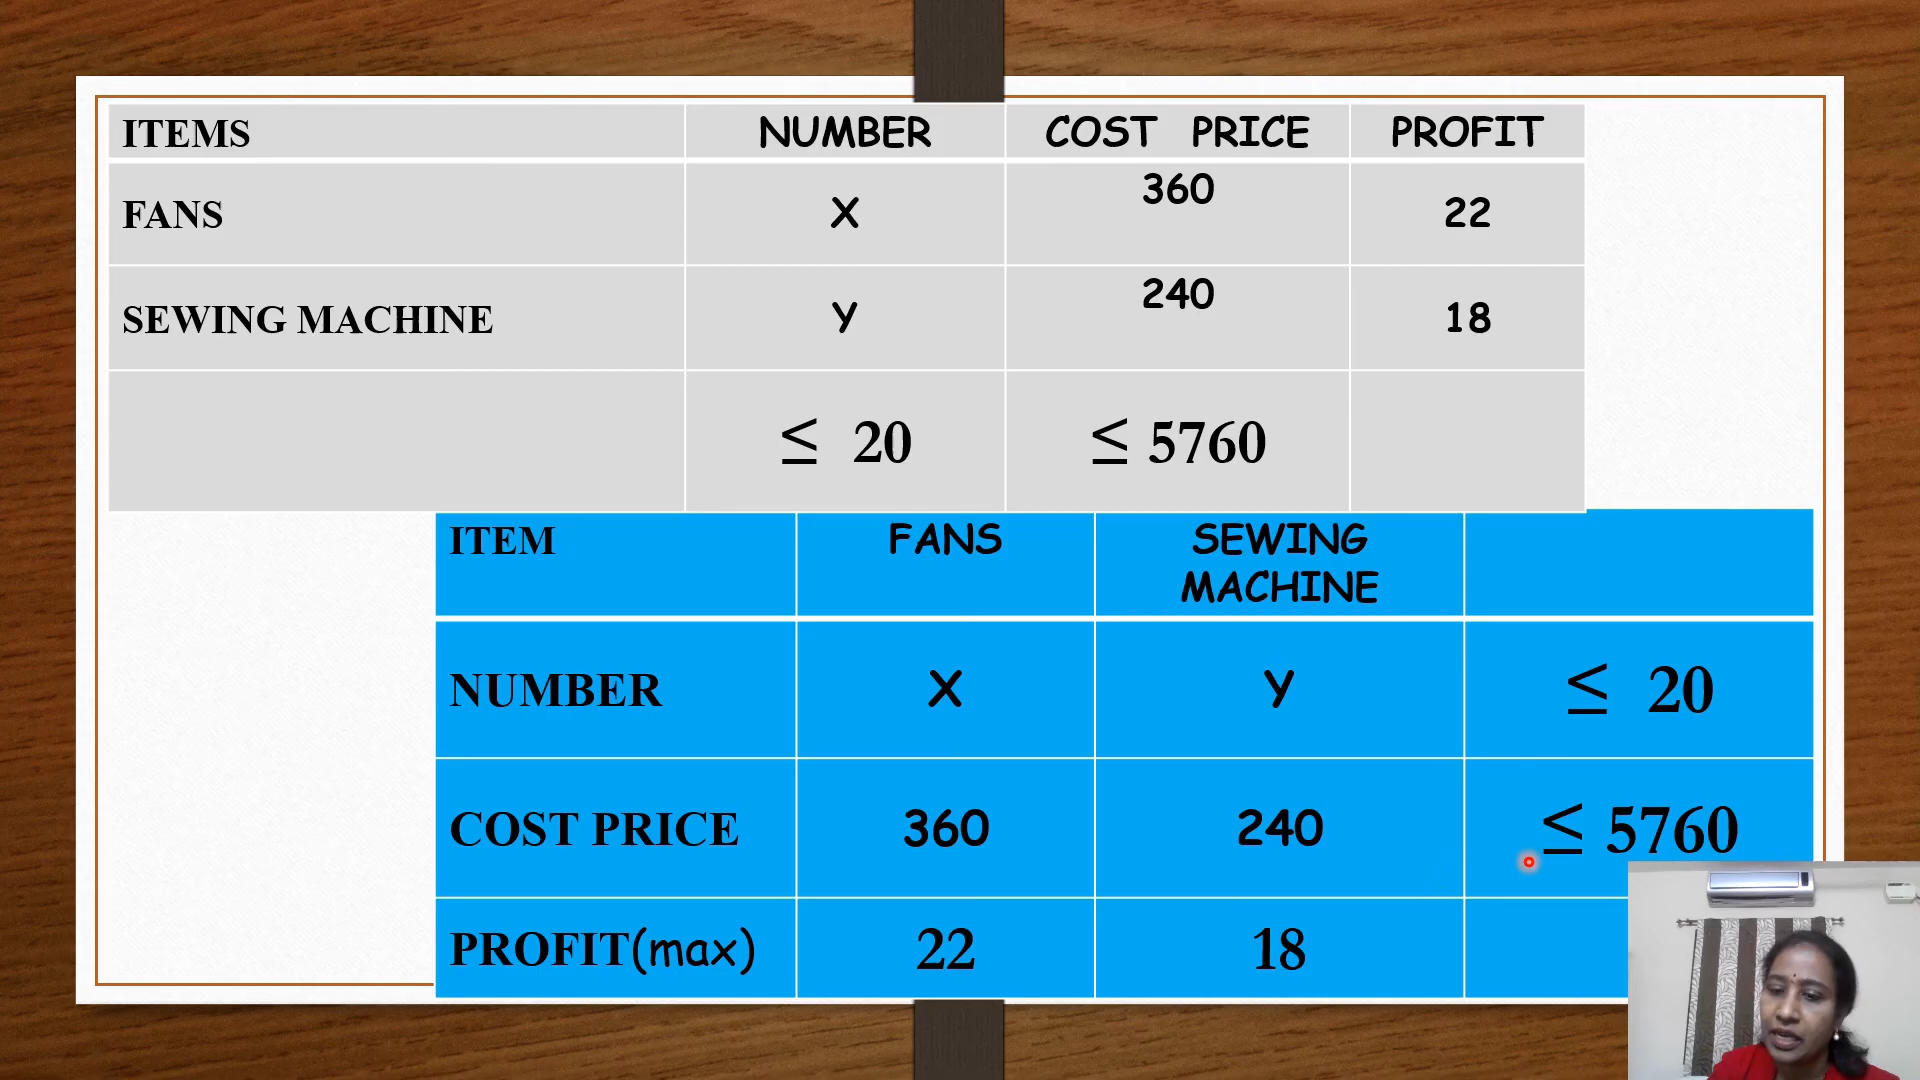 ITEMS NUMBER COST PRICE PROFIT
FANS X 360 22
SEWING MACHINE Y 240 18
≤ 20 ≤ 5760
ITEM FANS SEWING
MACHINE
NUMBER X Y ≤ 20
COST PRICE 360 240 ≤ 5760
PROFIT(max) 22 18